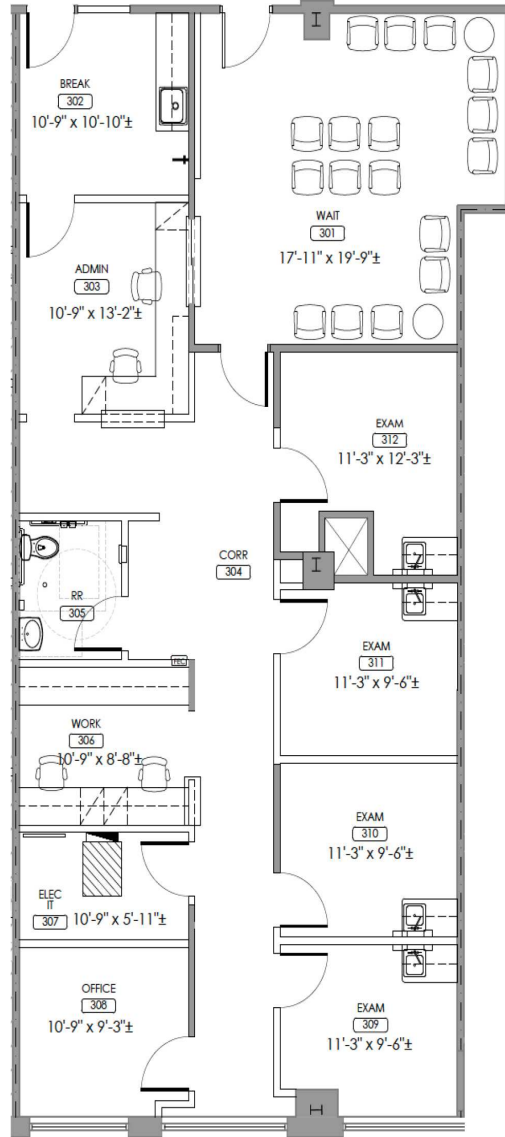 BREAK
302
10'-9" x 10'-10"±
WAIT
301
17'-11" x 19'-9"±
ADMIN
303
10'-9" x 13'-2"±
EXAM
312
11'-3" x 12'-3"±
CORR
304
RR
305
FEC
EXAM
311
11'-3" x 9'-6"±
WORK
306
10'-9" x 8'-8"±
EXAM
310
11'-3" x 9'-6"±
ELEC
IT
307 10'-9" x 5'-11"±
OFFICE
308
10'-9" x 9'-3"±
EXAM
309
11'-3" x 9'-6"±